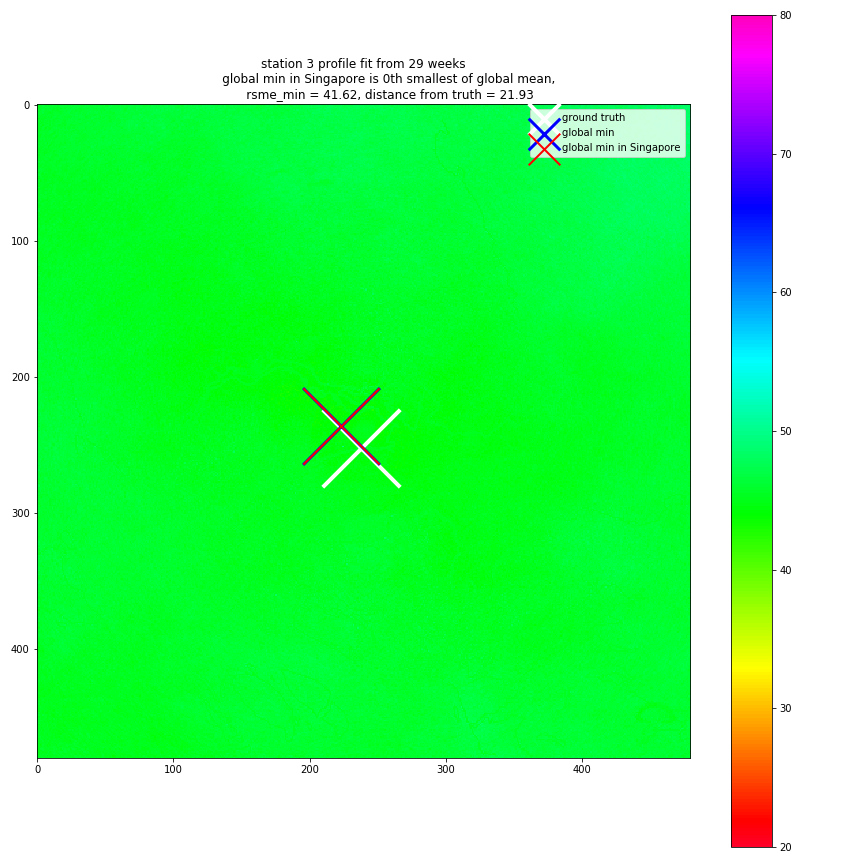 station 3 profile fit from 29 weeks
global min in Singapore is 0th smallest of global mean,
rsme_min = 41.62, distance from truth = 21.93
ground truth
global min
global min in Singapore
0
100
200
300
400
0 100 200 300 400
80
70
60
50
40
30
20